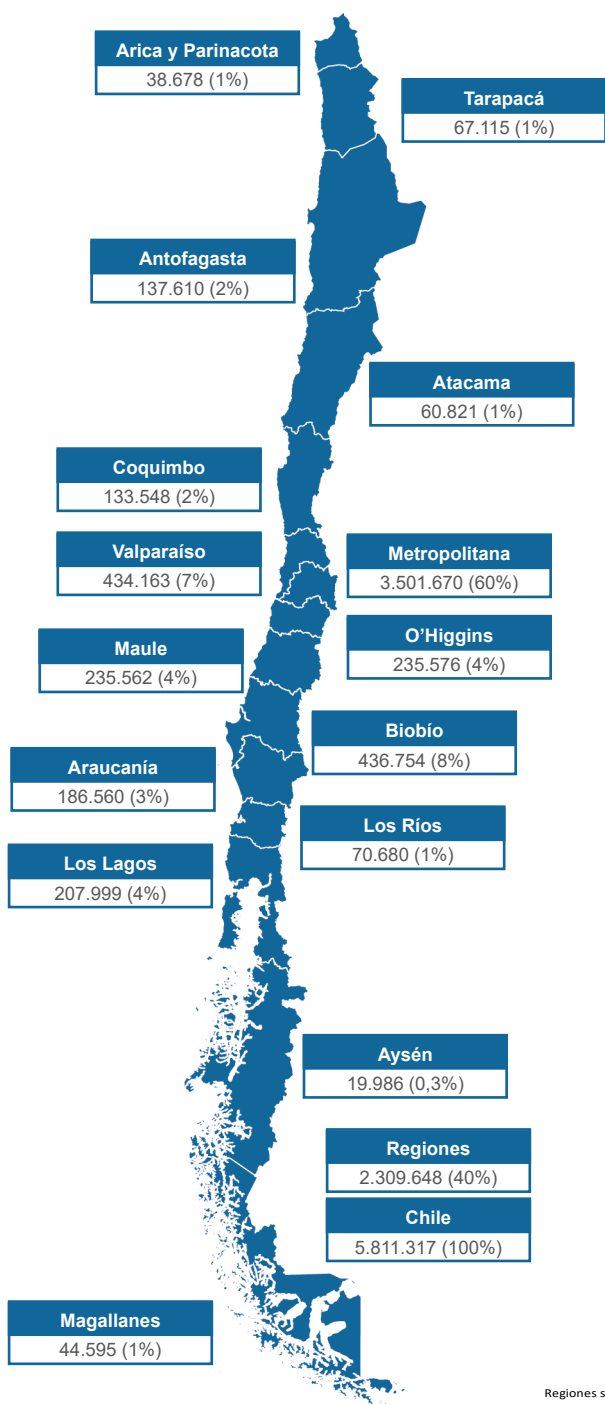 Arica y Parinacota
38.678 (1%)
Tarapacá
67.115 (1%)
Antofagasta
137.610 (2%)
Atacama
60.821 (1%)
Coquimbo
133.548 (2%)
Valparaíso
434.163 (7%)
Metropolitana
3.501.670 (60%)
O'Higgins
235.576 (4%)
Maule
235.562 (4%)
Biobío
436.754 (8%)
Araucanía
186.560 (3%)
Los Ríos
70.680 (1%)
Los Lagos
207.999 (4%)
Aysén
19.986 (0,3%)
Regiones
2.309.648 (40%)
Chile
5.811.317 (100%)
Magallanes
44.595 (1%)
Regiones s